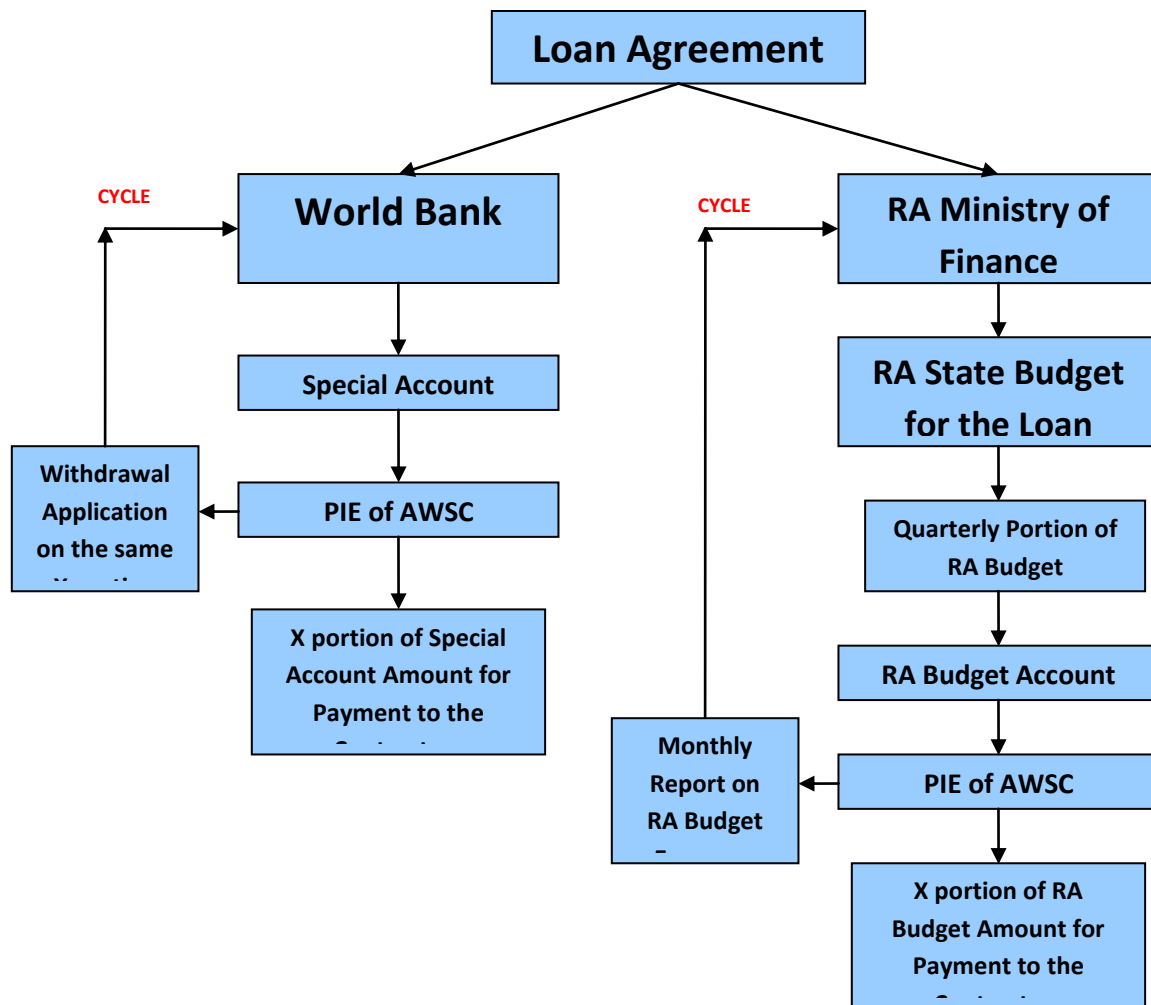 Loan Agreement
CYCLE
World Bank
Special Account
PIE of AWSC
Withdrawal
Application
on the same
X portion of Special
Account Amount for
Payment to the
CYCLE
RA Ministry of
Finance
RA State Budget
for the Loan
Quarterly Portion of
RA Budget
RA Budget Account
PIE of AWSC
Monthly
Report on
RA Budget
X portion of RA
Budget Amount for
Payment to the